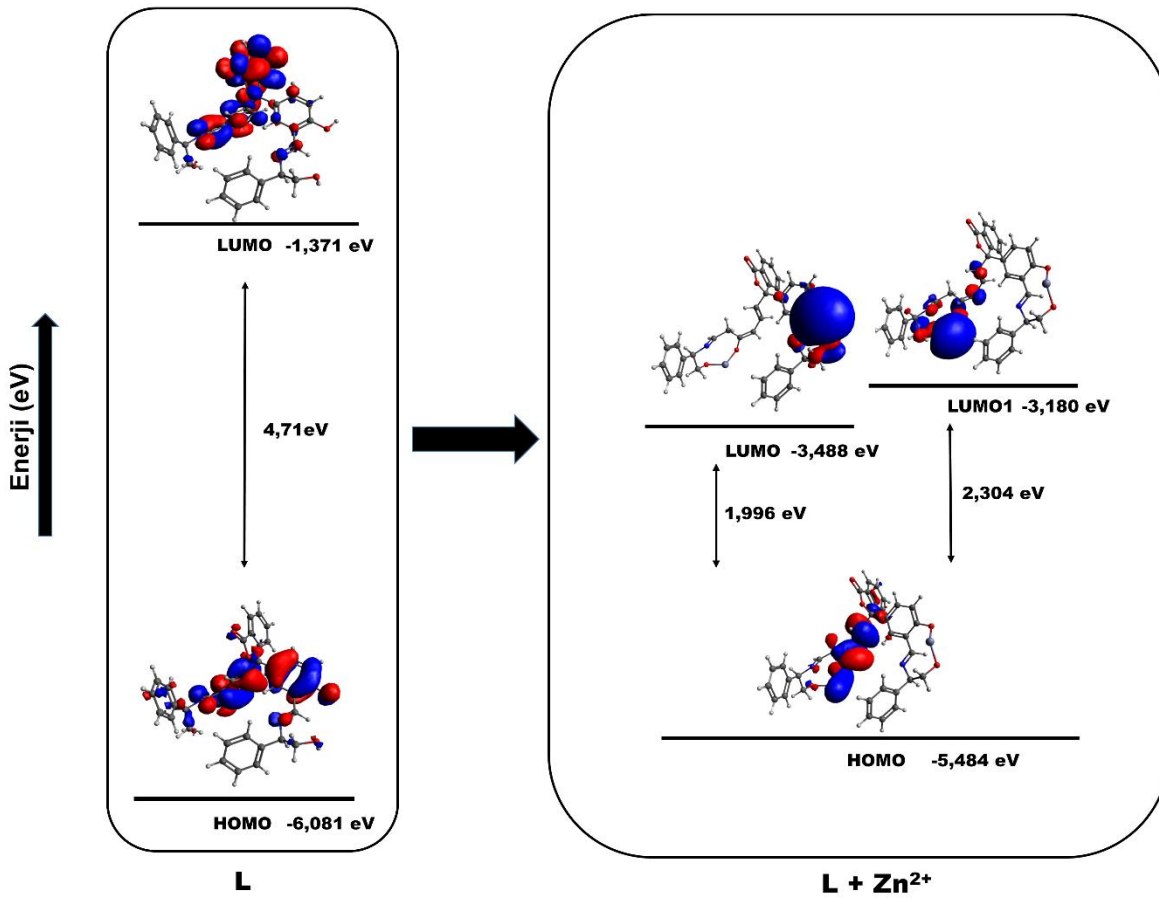 Enerji (eV)
LUMO -1,371 eV
4,71eV
HOMO -6,081 eV
L
LUMO -3,488 eV
LUMO1 -3,180 eV
1,996 eV
2,304 eV
HOMO -5,484 eV
L + Zn²⁺